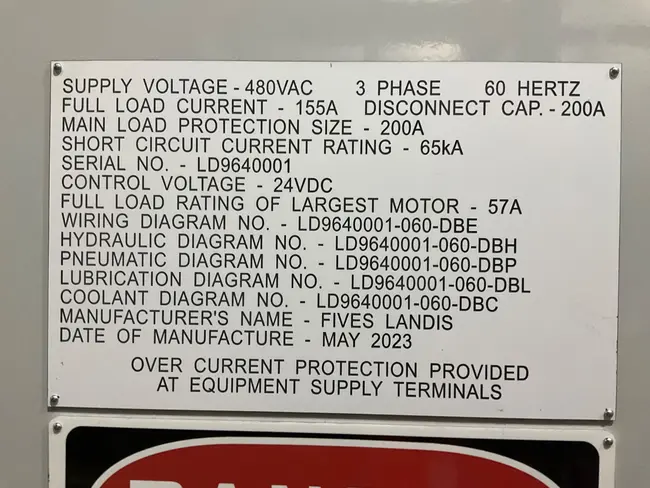 SUPPLY VOLTAGE - 480VAC 3 PHASE 60 HERTZ
FULL LOAD CURRENT - 155A DISCONNECT CAP. - 200A
MAIN LOAD PROTECTION SIZE - 200A
SHORT CIRCUIT CURRENT RATING - 65kA
SERIAL NO. - LD9640001
CONTROL VOLTAGE - 24VDC
FULL LOAD RATING OF LARGEST MOTOR - 57A
WIRING DIAGRAM NO. - LD9640001-060-DBE
HYDRAULIC DIAGRAM NO. - LD9640001-060-DBH
PNEUMATIC DIAGRAM NO. - LD9640001-060-DBP
LUBRICATION DIAGRAM NO. - LD9640001-060-DBL
COOLANT DIAGRAM NO. - LD9640001-060-DBC
MANUFACTURER'S NAME - FIVES LANDIS
DATE OF MANUFACTURE - MAY 2023
OVER CURRENT PROTECTION PROVIDED
AT EQUIPMENT SUPPLY TERMINALS